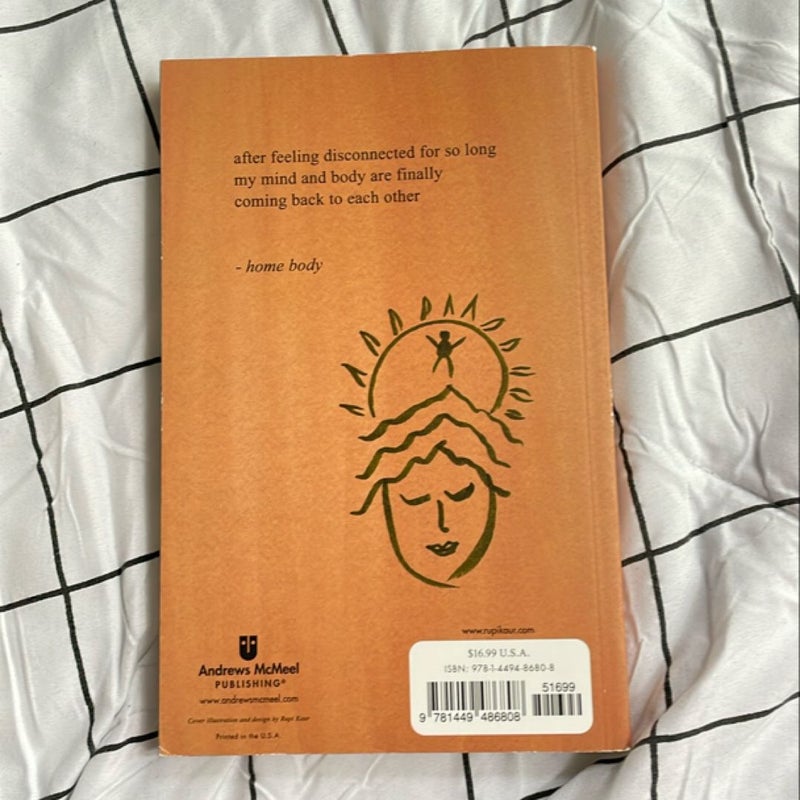 after feeling disconnected for so long
my mind and body are finally
coming back to each other
- home body
www.rupikaur.com
$16.99 U.S.A.
ISBN: 978-1-4494-8680-8
51699
9 781449 486808
Andrews McMeel
PUBLISHING®
www.andrewsmcmeel.com
Cover illustration and design by Rupi Kaur
Printed in the U.S.A.